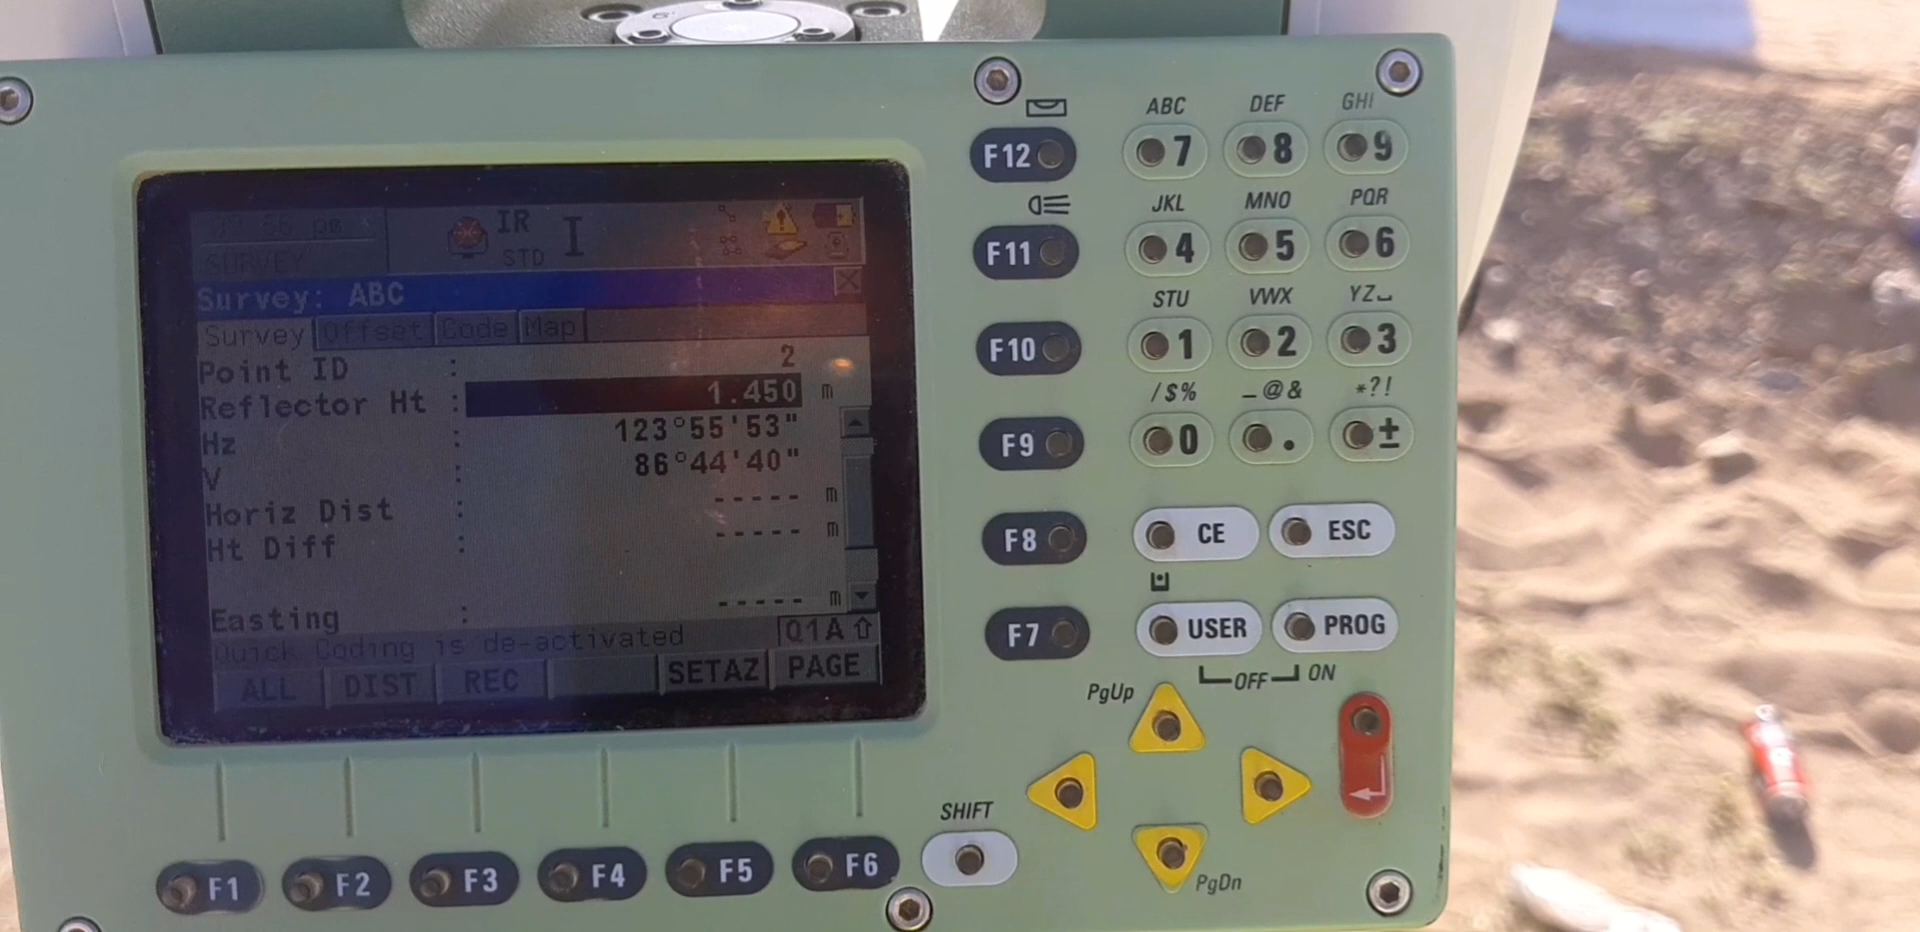 IR
STD I
SURVEY
Survey: ABC
Survey Offset Code Map
Point ID : 2
Reflector Ht : 1.450 m
Hz : 123°55'53"
V : 86°44'40"
Horiz Dist : ----- m
Ht Diff : ----- m
Easting : ----- m
Quick Coding is de-activated Q1A⇧
ALL DIST REC SETAZ PAGE
F1 F2 F3 F4 F5 F6
SHIFT
F12
F11
F10
F9
F8
F7
ABC DEF GHI
7 8 9
JKL MNO PQR
4 5 6
STU VWX YZ⎵
1 2 3
/$% _@& *?!
0 . ±
CE ESC
USER PROG
OFF ON
PgUp
PgDn